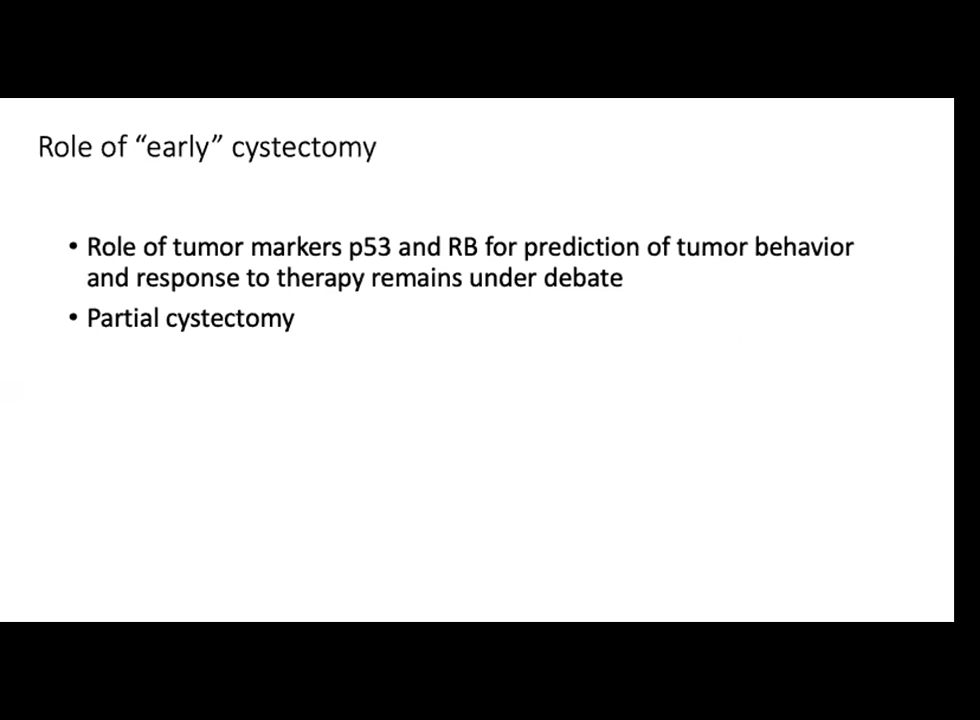 Role of “early” cystectomy
• Role of tumor markers p53 and RB for prediction of tumor behavior
and response to therapy remains under debate
• Partial cystectomy